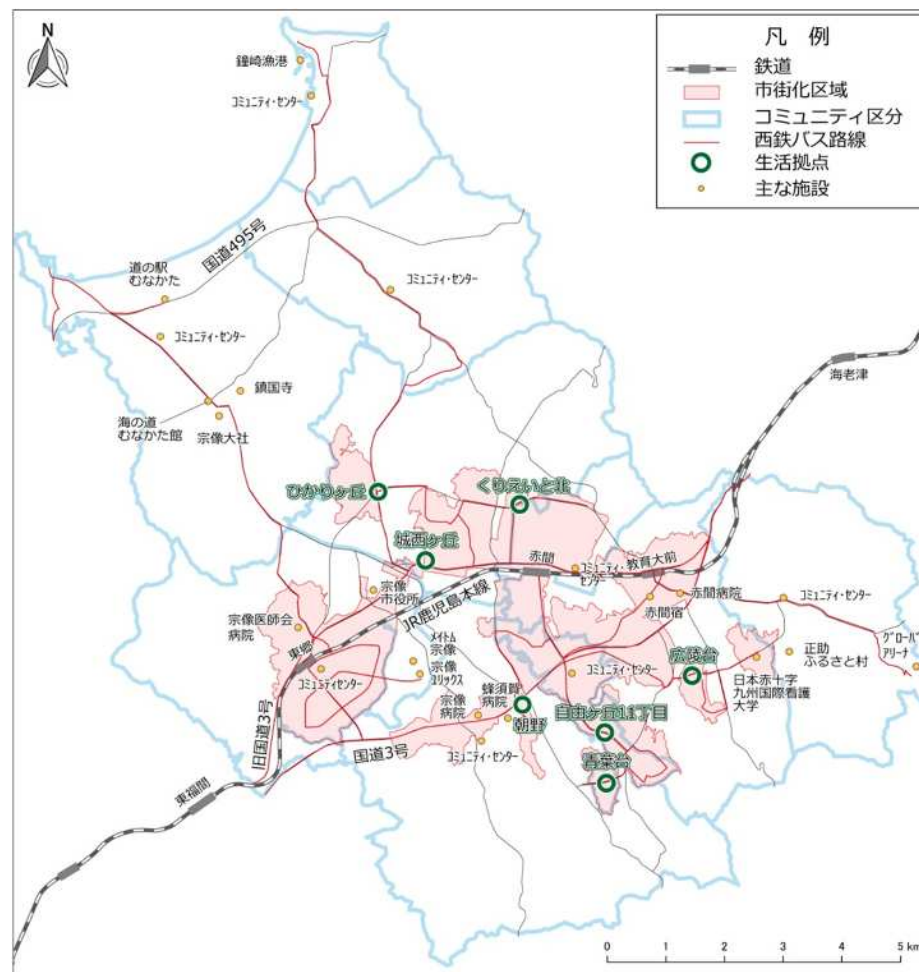 N
凡 例
鉄道
市街化区域
コミュニティ区分
西鉄バス路線
生活拠点
主な施設
鐘崎漁港
コミュニティ・センター
国道495号
道の駅
むなかた
コミュニティ・センター
コミュニティ・センター
鎮国寺
海の道
むなかた館
宗像大社
海老津
ひかりヶ丘
くりえいと北
城西ヶ丘
赤間
コミュニティ・
センター
教育大前
宗像
市役所
JR鹿児島本線
赤間宿
赤間病院
コミュニティ・センター
宗像医師会
病院
東郷
メイトム
宗像
宗像
ユリックス
コミュニティセンター
コミュニティ・センター
広陵台
正助
ふるさと村
グローバル
アリーナ
日本赤十字
九州国際看護
大学
蜂須賀
病院
宗像
病院
朝野
自由ヶ丘11丁目
コミュニティ・センター
青葉台
旧国道3号
国道3号
東福間
0 1 2 3 4 5 km